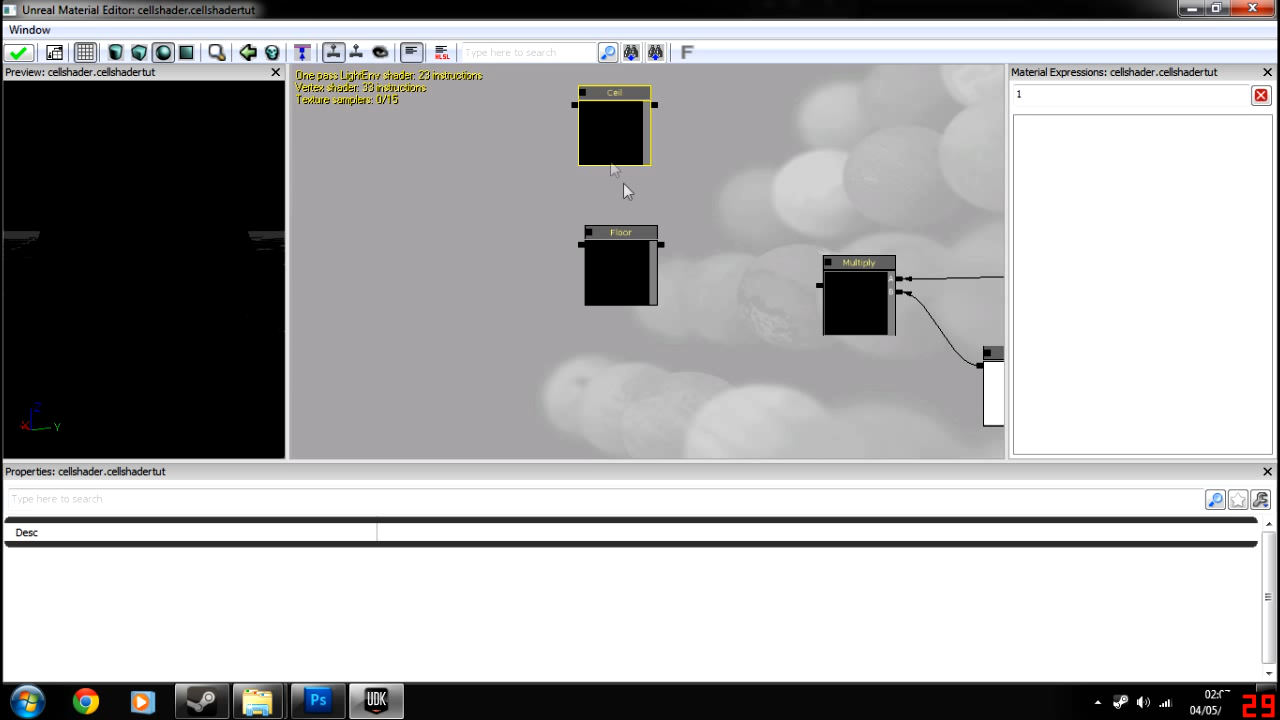 Unreal Material Editor: cellshader.cellshadertut
Window
HLSL
Type here to search
F
Preview: cellshader.cellshadertut
One pass LightEnv shader: 23 instructions
Vertex shader: 33 instructions
Texture samplers: 0/15
Ceil
Floor
Multiply
A
B
Material Expressions: cellshader.cellshadertut
1
Z
X
Y
Properties: cellshader.cellshadertut
Type here to search
Desc
Ps
UDK
04/05/
29